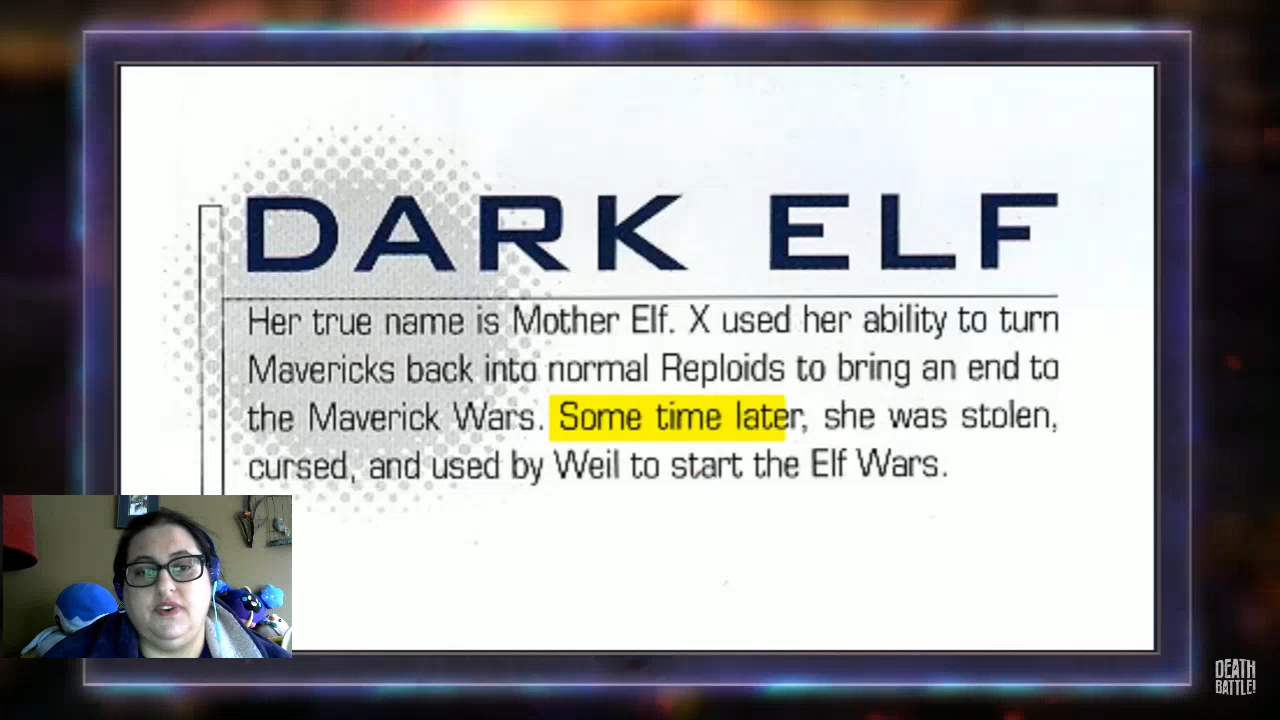 DARK ELF
Her true name is Mother Elf. X used her ability to turn
Mavericks back into normal Reploids to bring an end to
the Maverick Wars. Some time later, she was stolen,
cursed, and used by Weil to start the Elf Wars.
DEATH
BATTLE!